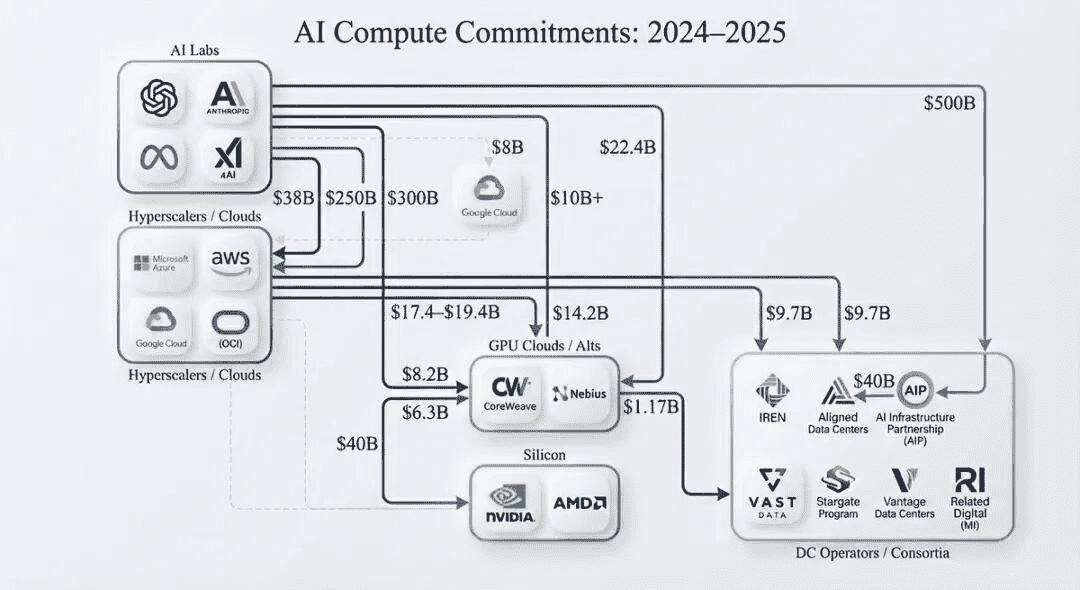 AI Compute Commitments: 2024–2025
AI Labs
ANTHROPIC
xAI
$500B
$8B
$22.4B
Google Cloud
$38B
$250B
$300B
$10B+
Hyperscalers / Clouds
Microsoft
Azure
aws
Google Cloud
(OCI)
Hyperscalers / Clouds
$17.4–$19.4B
$14.2B
$9.7B
$9.7B
GPU Clouds / Alts
$8.2B
$6.3B
CW
CoreWeave
Nebius
$1.17B
$40B
Silicon
NVIDIA
AMD
IREN
Aligned
Data Centers
$40B
AIP
AI Infrastructure
Partnership
(AIP)
VAST
DATA
Stargate
Program
Vantage
Data Centers
RI
Related
Digital
(MI)
DC Operators / Consortia